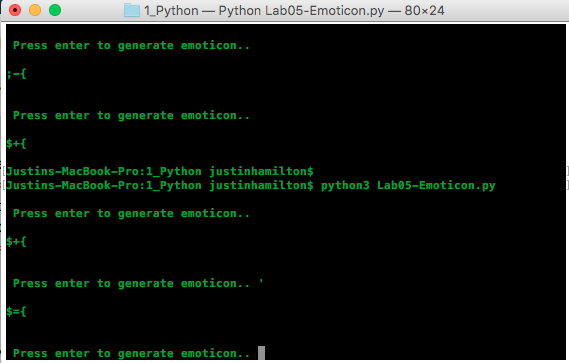 1_Python — Python Lab05-Emoticon.py — 80×24
Press enter to generate emoticon..
;-{
Press enter to generate emoticon..
$+{
Justins-MacBook-Pro:1_Python justinhamilton$
Justins-MacBook-Pro:1_Python justinhamilton$ python3 Lab05-Emoticon.py
Press enter to generate emoticon..
$+{
Press enter to generate emoticon.. '
$={
Press enter to generate emoticon..